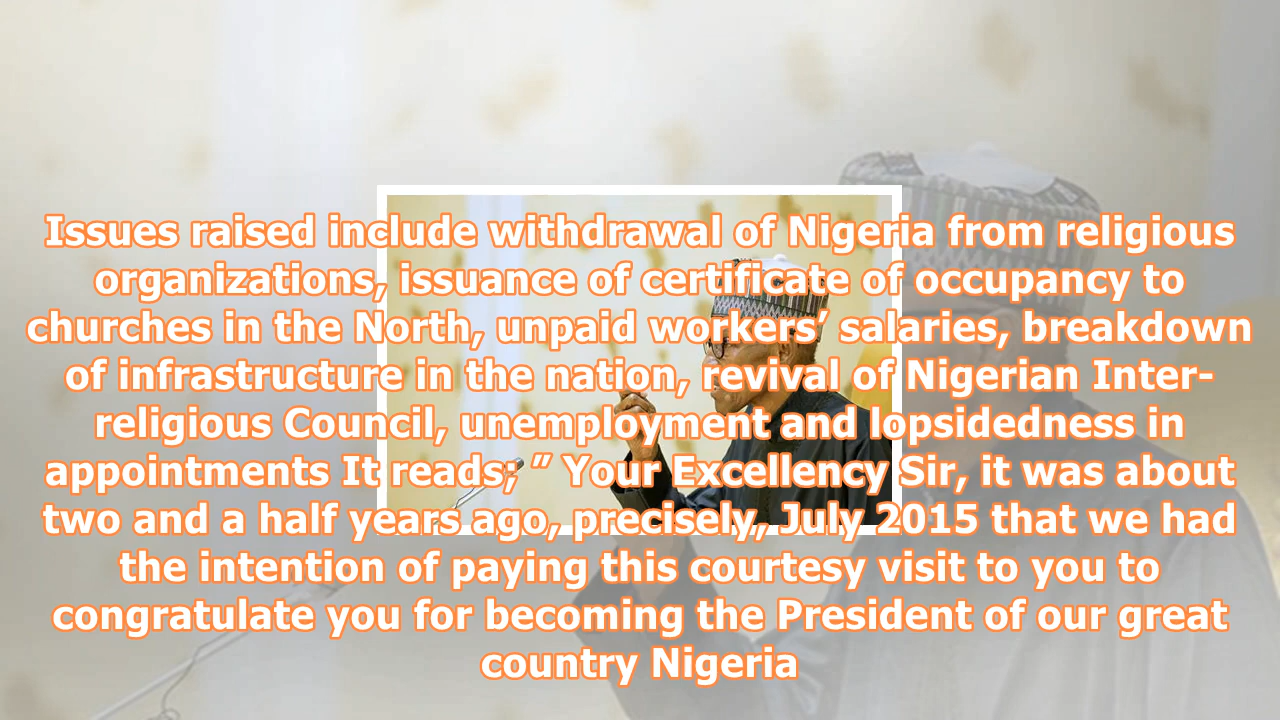 Issues raised include withdrawal of Nigeria from religious
organizations, issuance of certificate of occupancy to
churches in the North, unpaid workers’ salaries, breakdown
of infrastructure in the nation, revival of Nigerian Inter-
religious Council, unemployment and lopsidedness in
appointments It reads; ” Your Excellency Sir, it was about
two and a half years ago, precisely, July 2015 that we had
the intention of paying this courtesy visit to you to
congratulate you for becoming the President of our great
country Nigeria